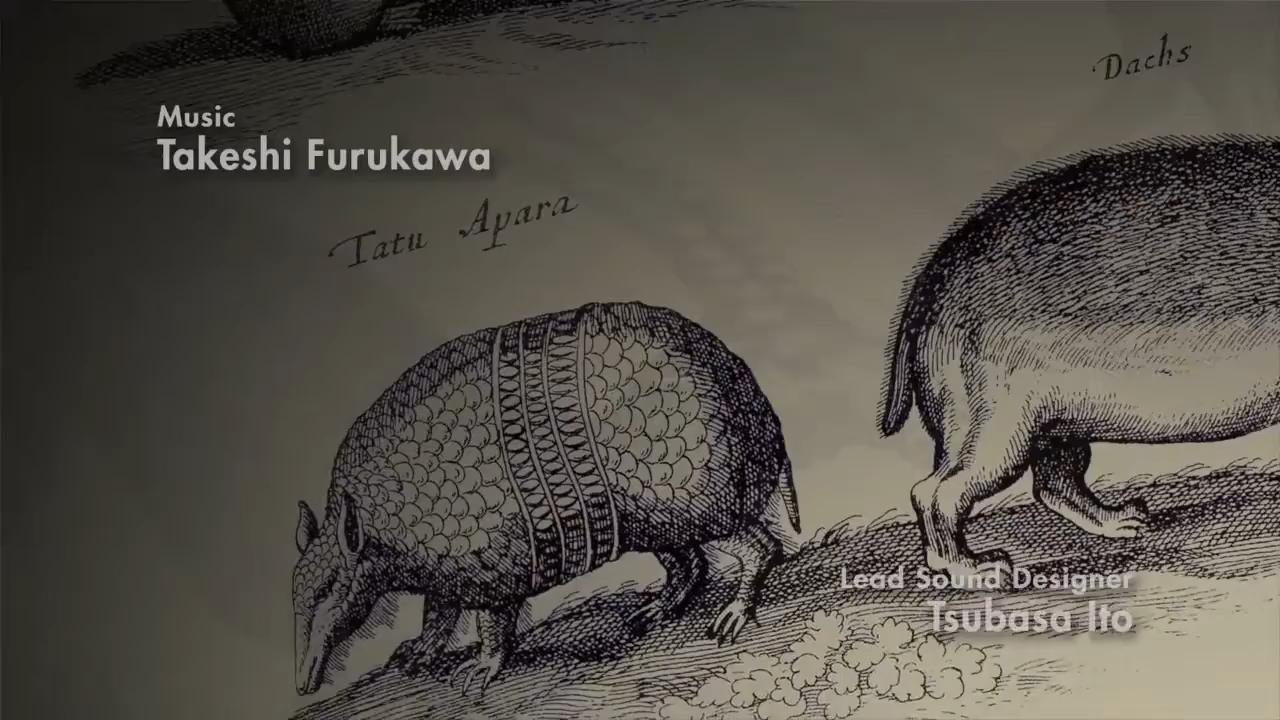 Dachs
Music
Takeshi Furukawa
Tatu Apara
Lead Sound Designer
Tsubasa Ito